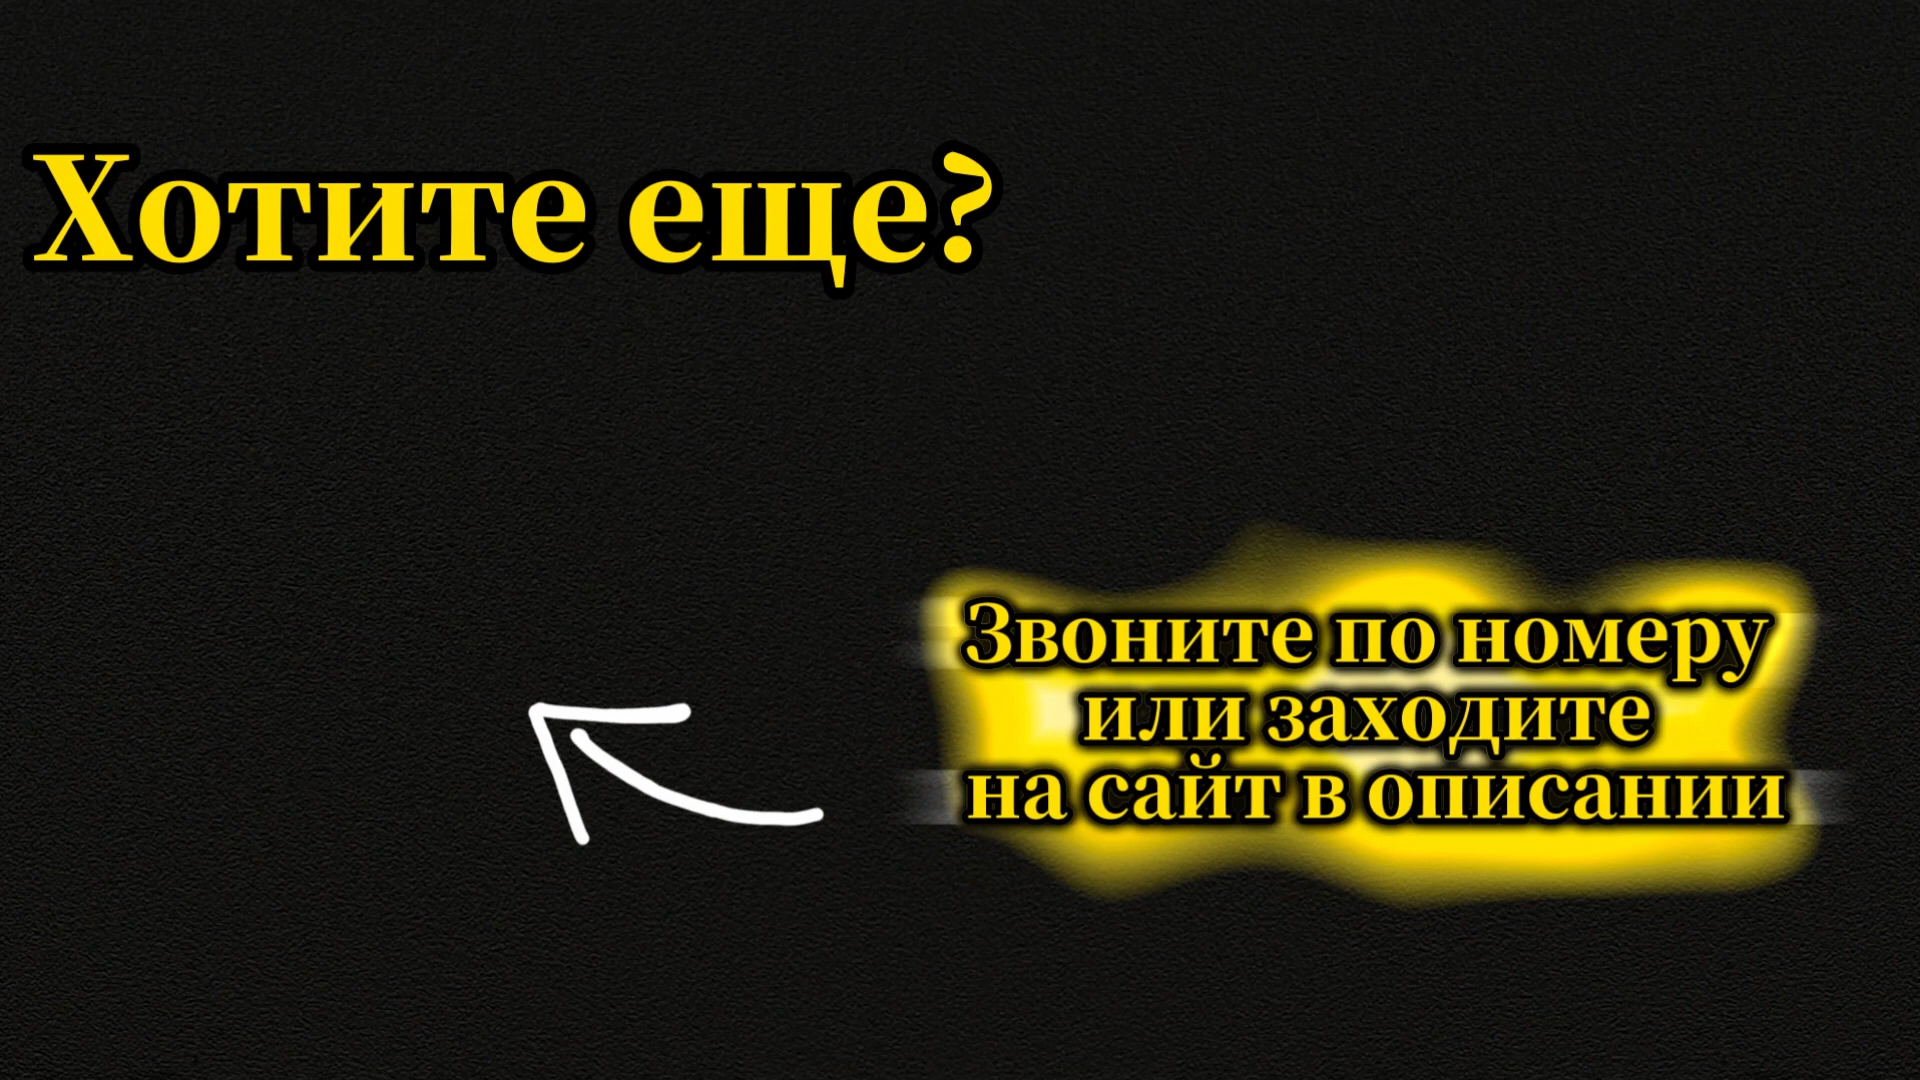 Хотите еще?
Звоните по номеру
или заходите
на сайт в описании